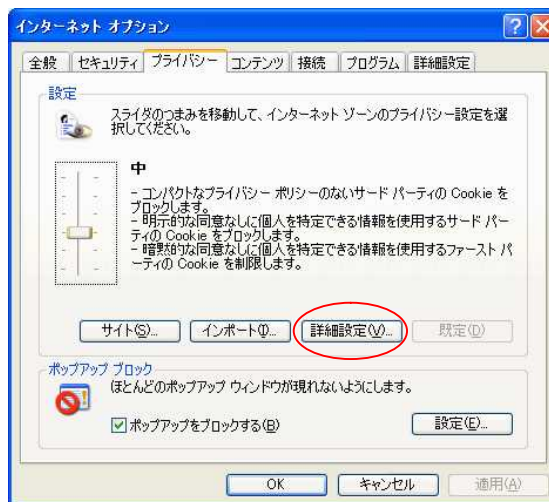 インターネット オプション
全般 セキュリティ プライバシー コンテンツ 接続 プログラム 詳細設定
設定
スライダのつまみを移動して、インターネット ゾーンのプライバシー設定を選
択してください。
中
- コンパクトなプライバシー ポリシーのないサード パーティの Cookie を
ブロックします。
- 明示的な同意なしに個人を特定できる情報を使用するサード パー
ティの Cookie をブロックします。
- 暗黙的な同意なしに個人を特定できる情報を使用するファースト パ
ーティの Cookie を制限します。
サイト(S)... インポート(I)... 詳細設定(V)... 既定(D)
ポップアップ ブロック
ほとんどのポップアップ ウィンドウが現れないようにします。
ポップアップをブロックする(B) 設定(E)...
OK キャンセル 適用(A)